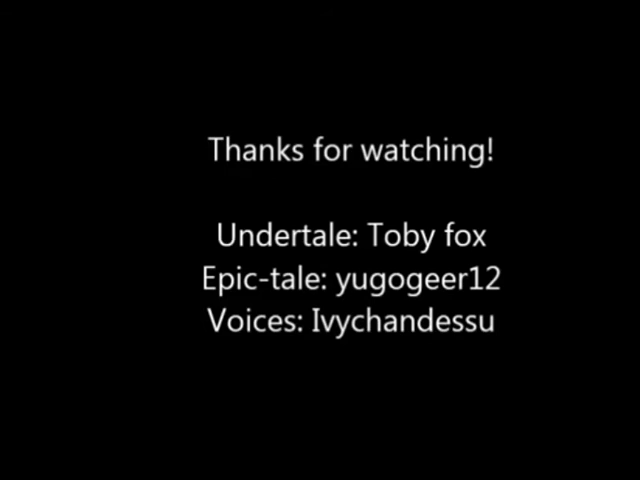 Thanks for watching!
Undertale: Toby fox
Epic-tale: yugogeer12
Voices: Ivychandessu